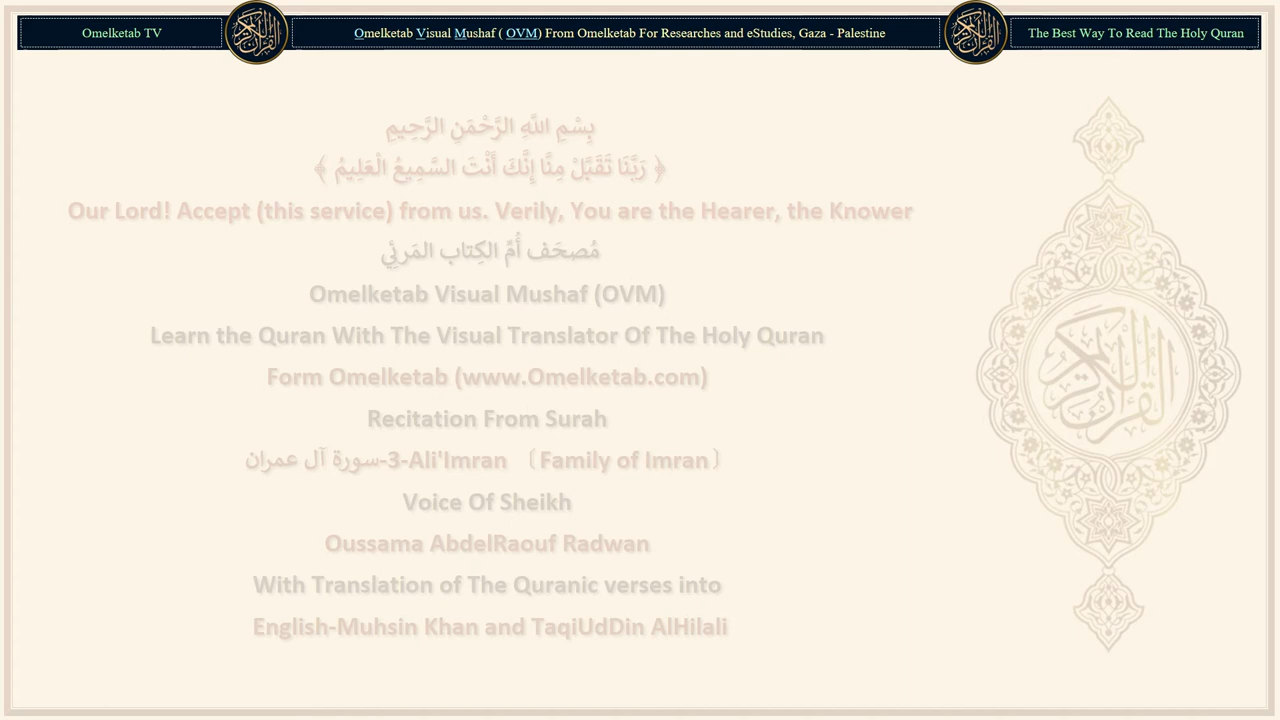 Omelketab TV
Omelketab Visual Mushaf ( OVM) From Omelketab For Researches and eStudies, Gaza - Palestine
The Best Way To Read The Holy Quran
بِسْمِ اللَّهِ الرَّحْمَنِ الرَّحِيمِ
﴿ رَبَّنَا تَقَبَّلْ مِنَّا إِنَّكَ أَنْتَ السَّمِيعُ الْعَلِيمُ ﴾
Our Lord! Accept (this service) from us. Verily, You are the Hearer, the Knower
مُصحَف أُمِّ الكِتاب المَرئي
Omelketab Visual Mushaf (OVM)
Learn the Quran With The Visual Translator Of The Holy Quran
Form Omelketab (www.Omelketab.com)
Recitation From Surah
سورة آل عمران-3-Ali'Imran 〔Family of Imran〕
Voice Of Sheikh
Oussama AbdelRaouf Radwan
With Translation of The Quranic verses into
English-Muhsin Khan and TaqiUdDin AlHilali
القرآن الكريم